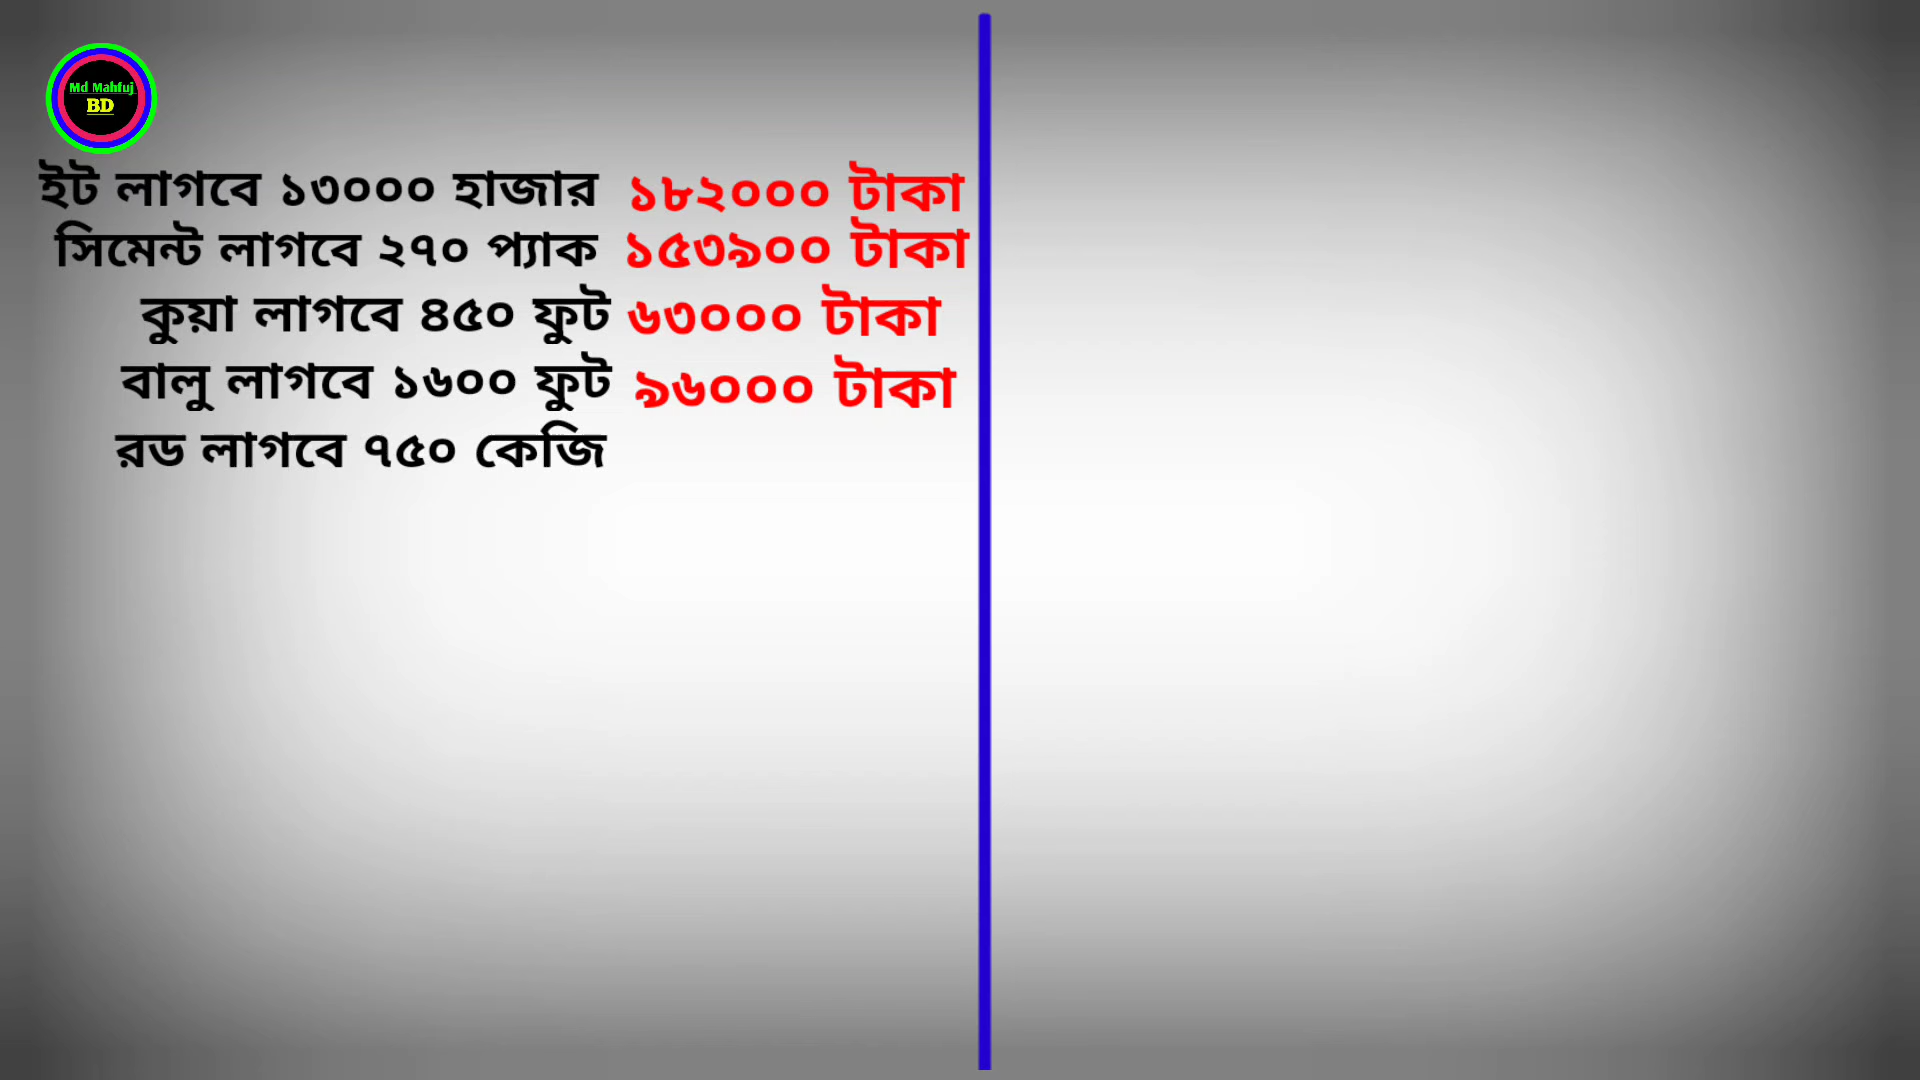 Md Mahfuj
BD
ইট লাগবে ১৩০০০ হাজার ১৮২০০০ টাকা
সিমেন্ট লাগবে ২৭০ প্যাক ১৫৩৯০০ টাকা
কুয়া লাগবে ৪৫০ ফুট ৬৩০০০ টাকা
বালু লাগবে ১৬০০ ফুট ৯৬০০০ টাকা
রড লাগবে ৭৫০ কেজি